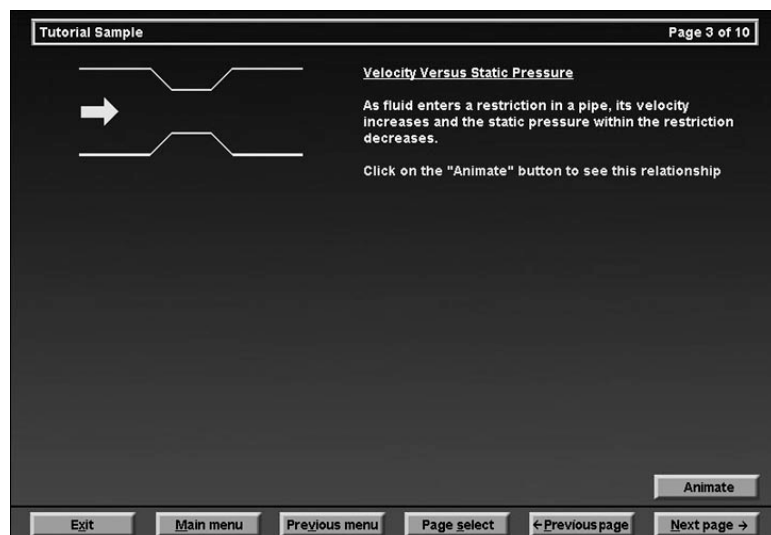 Tutorial Sample Page 3 of 10
Velocity Versus Static Pressure
As fluid enters a restriction in a pipe, its velocity
increases and the static pressure within the restriction
decreases.
Click on the "Animate" button to see this relationship
Animate
Exit Main menu Previous menu Page select ←Previous page Next page →